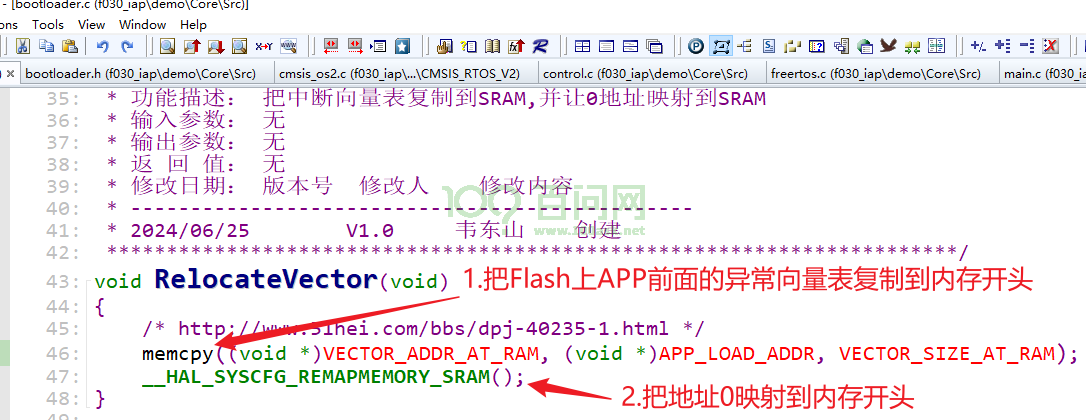 - [bootloader.c (f030_iap\demo\Core\Src)]
ons Tools View Window Help
bootloader.h (f030_iap\demo\Core\Src) cmsis_os2.c (f030_iap\...\CMSIS_RTOS_V2) control.c (f030_iap\demo\Core\Src) freertos.c (f030_iap\demo\Core\Src) main.c (f030_iap\demo
35: * 功能描述： 把中断向量表复制到SRAM,并让0地址映射到SRAM
36: * 输入参数： 无
37: * 输出参数： 无
38: * 返 回 值： 无
39: * 修改日期： 版本号 修改人 修改内容
百问网
40: * -----------------------------------------------
41: * 2024/06/25 V1.0 韦东山 创建
42: ***********************************************************************/
43: void RelocateVector(void)
1.把Flash上APP前面的异常向量表复制到内存开头
44: {
45: /* http://www.51hei.com/bbs/dpj-40235-1.html */
46: memcpy((void *)VECTOR_ADDR_AT_RAM, (void *)APP_LOAD_ADDR, VECTOR_SIZE_AT_RAM);
47: __HAL_SYSCFG_REMAPMEMORY_SRAM();
2.把地址0映射到内存开头
48: }